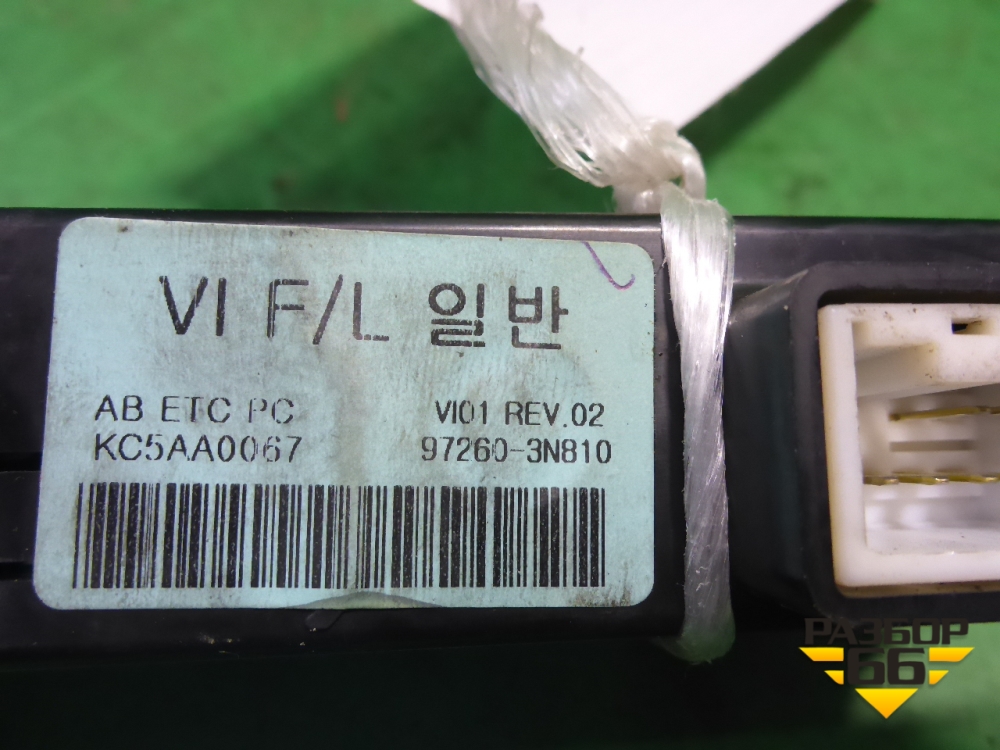 VI F/L 일반
AB ETC PC VI01 REV.02
KC5AA0067 97260-3N810
РАЗБОР
66